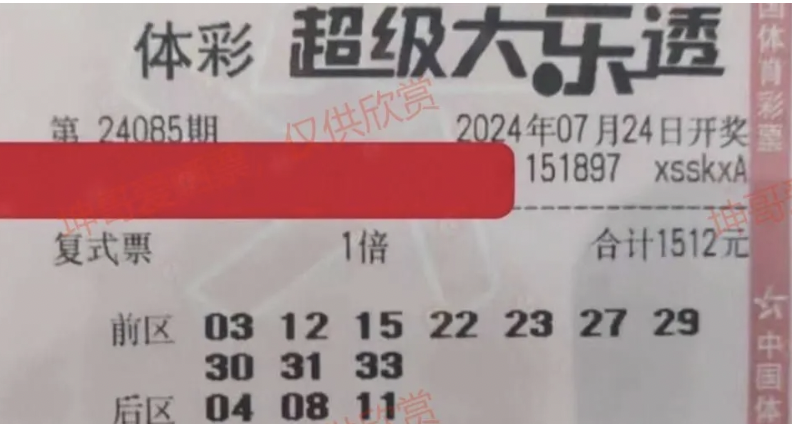 体彩 超级大乐透
第 24085期 2024年07月24日开奖
151897 xsskxA
复式票 1倍 合计1512元
前区 03 12 15 22 23 27 29
30 31 33
后区 04 08 11
仅供欣赏
坤哥
国体育彩票
中国体